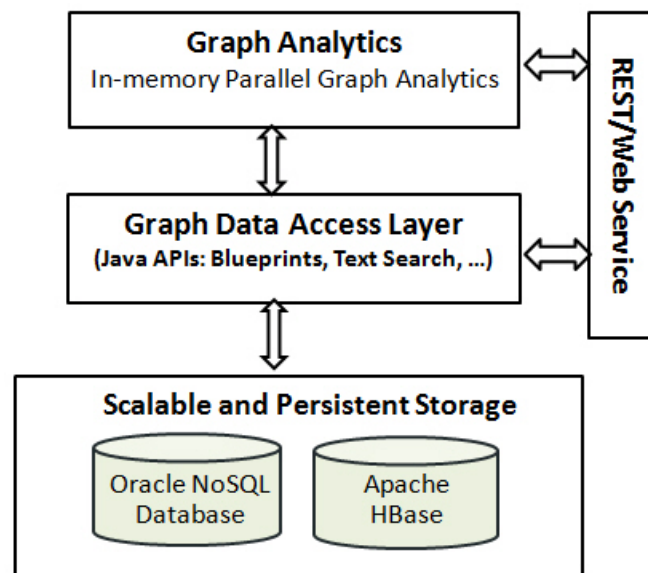 Graph Analytics
In-memory Parallel Graph Analytics
REST/Web Service
Graph Data Access Layer
(Java APIs: Blueprints, Text Search, ...)
Scalable and Persistent Storage
Oracle NoSQL
Database
Apache
HBase